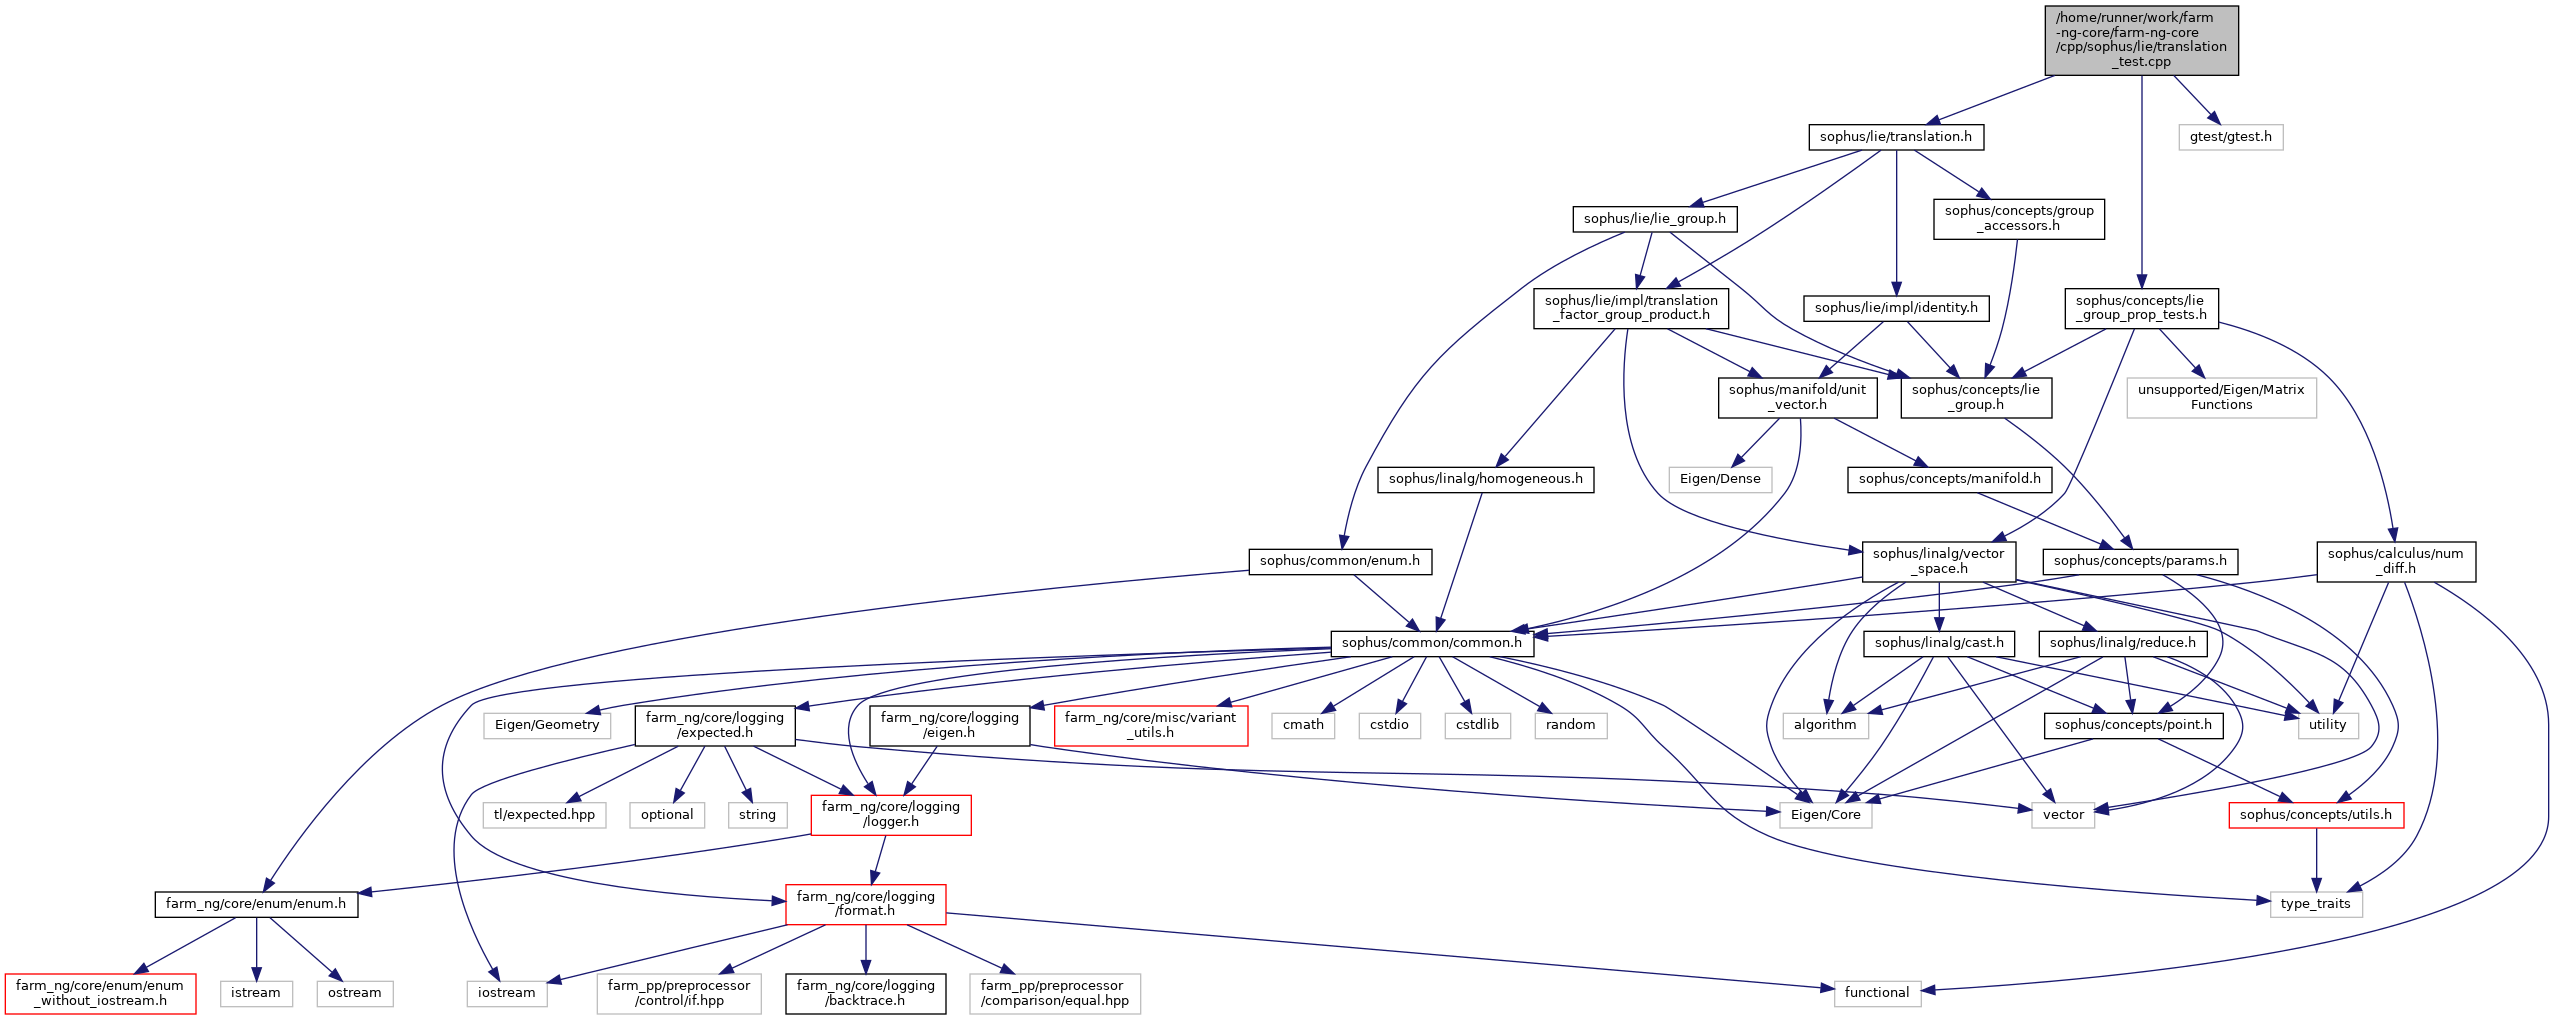 /home/runner/work/farm
-ng-core/farm-ng-core
/cpp/sophus/lie/translation
_test.cpp
sophus/lie/translation.h
gtest/gtest.h
sophus/lie/lie_group.h
sophus/concepts/group
_accessors.h
sophus/lie/impl/translation
_factor_group_product.h
sophus/lie/impl/identity.h
sophus/concepts/lie
_group_prop_tests.h
sophus/manifold/unit
_vector.h
sophus/concepts/lie
_group.h
unsupported/Eigen/Matrix
Functions
sophus/linalg/homogeneous.h
Eigen/Dense
sophus/concepts/manifold.h
sophus/common/enum.h
sophus/linalg/vector
_space.h
sophus/concepts/params.h
sophus/calculus/num
_diff.h
sophus/common/common.h
sophus/linalg/cast.h
sophus/linalg/reduce.h
Eigen/Geometry
farm_ng/core/logging
/expected.h
farm_ng/core/logging
/eigen.h
farm_ng/core/misc/variant
_utils.h
cmath
cstdio
cstdlib
random
algorithm
sophus/concepts/point.h
utility
tl/expected.hpp
optional
string
farm_ng/core/logging
/logger.h
Eigen/Core
vector
sophus/concepts/utils.h
farm_ng/core/enum/enum.h
farm_ng/core/logging
/format.h
type_traits
farm_ng/core/enum/enum
_without_iostream.h
istream
ostream
iostream
farm_pp/preprocessor
/control/if.hpp
farm_ng/core/logging
/backtrace.h
farm_pp/preprocessor
/comparison/equal.hpp
functional